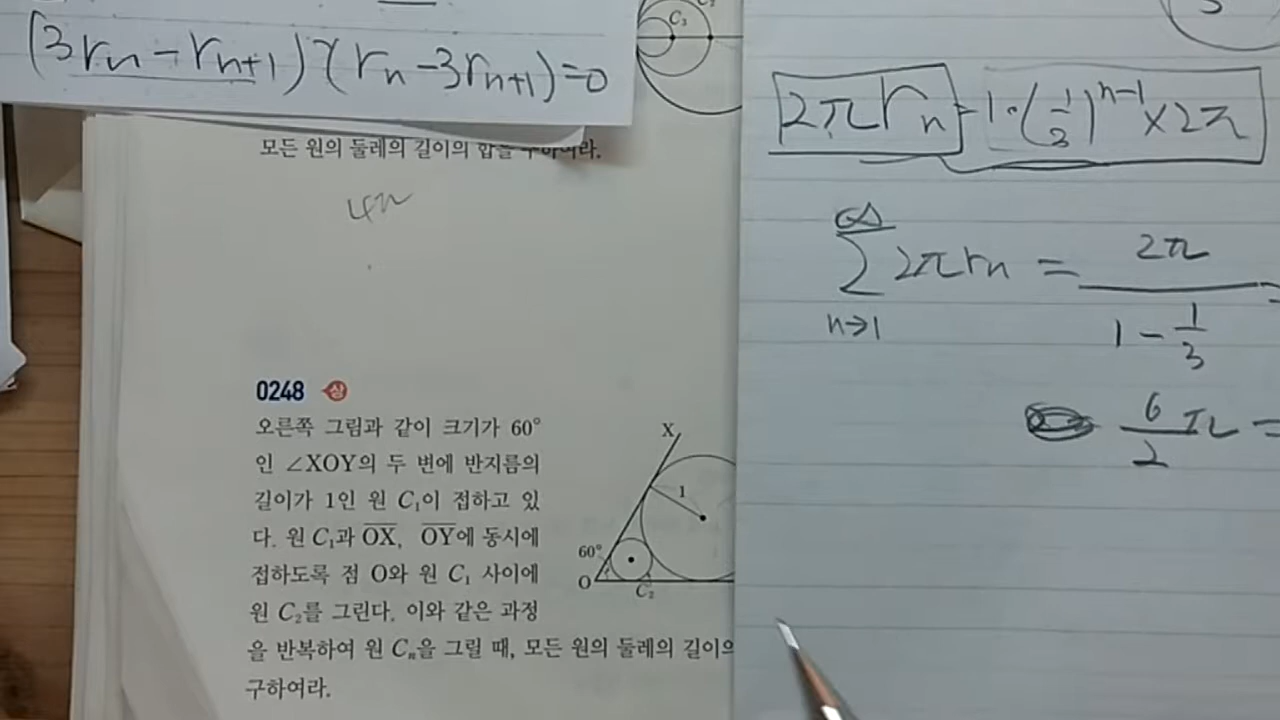 (3rₙ - rₙ₊₁)(rₙ - 3rₙ₊₁) = 0
C₃
모든 원의 둘레의 길이의 합을 구하여라.
4π
0248 상
오른쪽 그림과 같이 크기가 60°
인 ∠XOY의 두 변에 반지름의
길이가 1인 원 C₁이 접하고 있
다. 원 C₁과 O̅X̅, O̅Y̅에 동시에
접하도록 점 O와 원 C₁ 사이에
원 C₂를 그린다. 이와 같은 과정
을 반복하여 원 Cₙ을 그릴 때, 모든 원의 둘레의 길이의
구하여라.
X
1
60°
O
C₂
2πrₙ = 1·(1/3)ⁿ⁻¹ × 2π
∞
∑ 2πrₙ = 2π / (1 - 1/3) =
n→1
6/2 π =